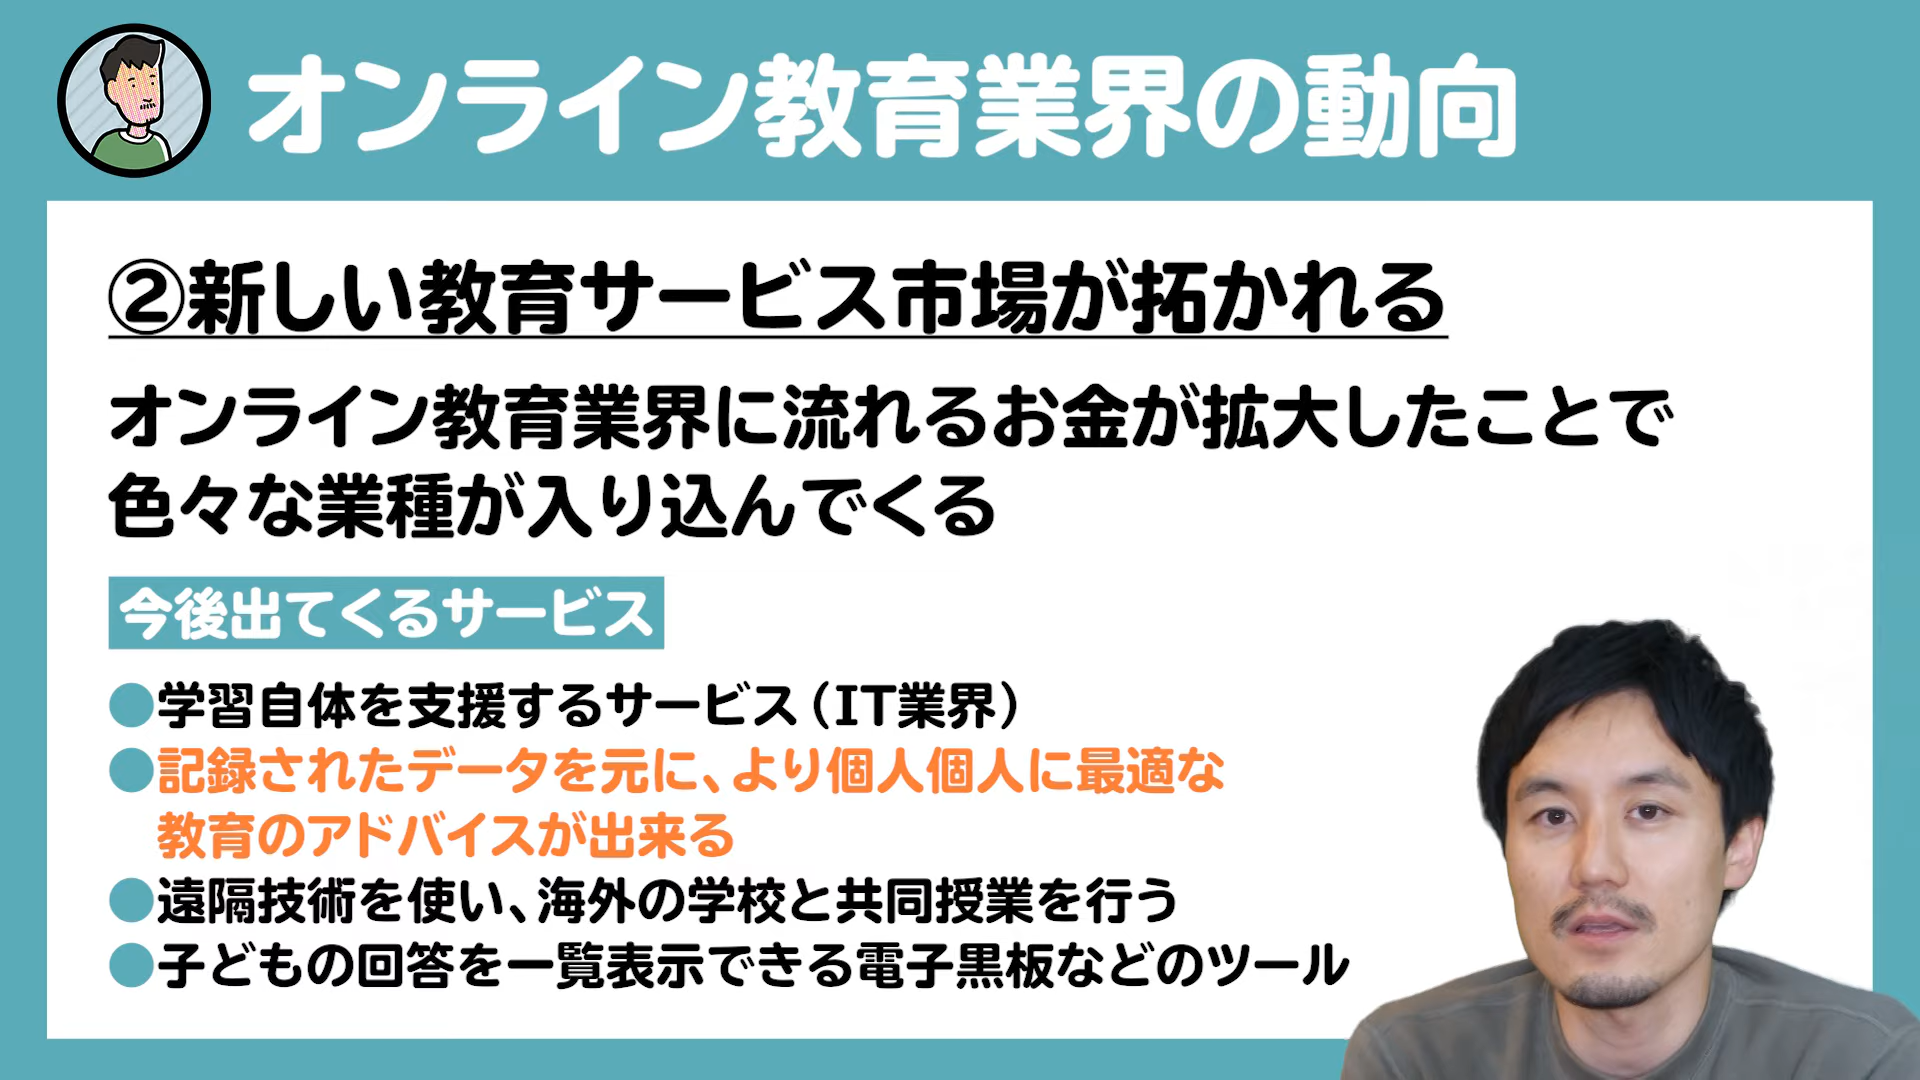 オンライン教育業界の動向
②新しい教育サービス市場が拓かれる
オンライン教育業界に流れるお金が拡大したことで
色々な業種が入り込んでくる
今後出てくるサービス
●学習自体を支援するサービス（IT業界）
●記録されたデータを元に、より個人個人に最適な
教育のアドバイスが出来る
●遠隔技術を使い、海外の学校と共同授業を行う
●子どもの回答を一覧表示できる電子黒板などのツール